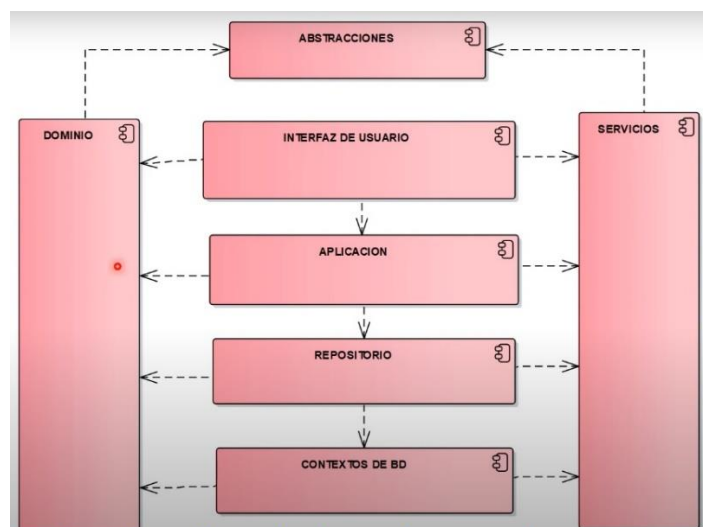 ABSTRACCIONES
DOMINIO
INTERFAZ DE USUARIO
SERVICIOS
APLICACION
REPOSITORIO
CONTEXTOS DE BD